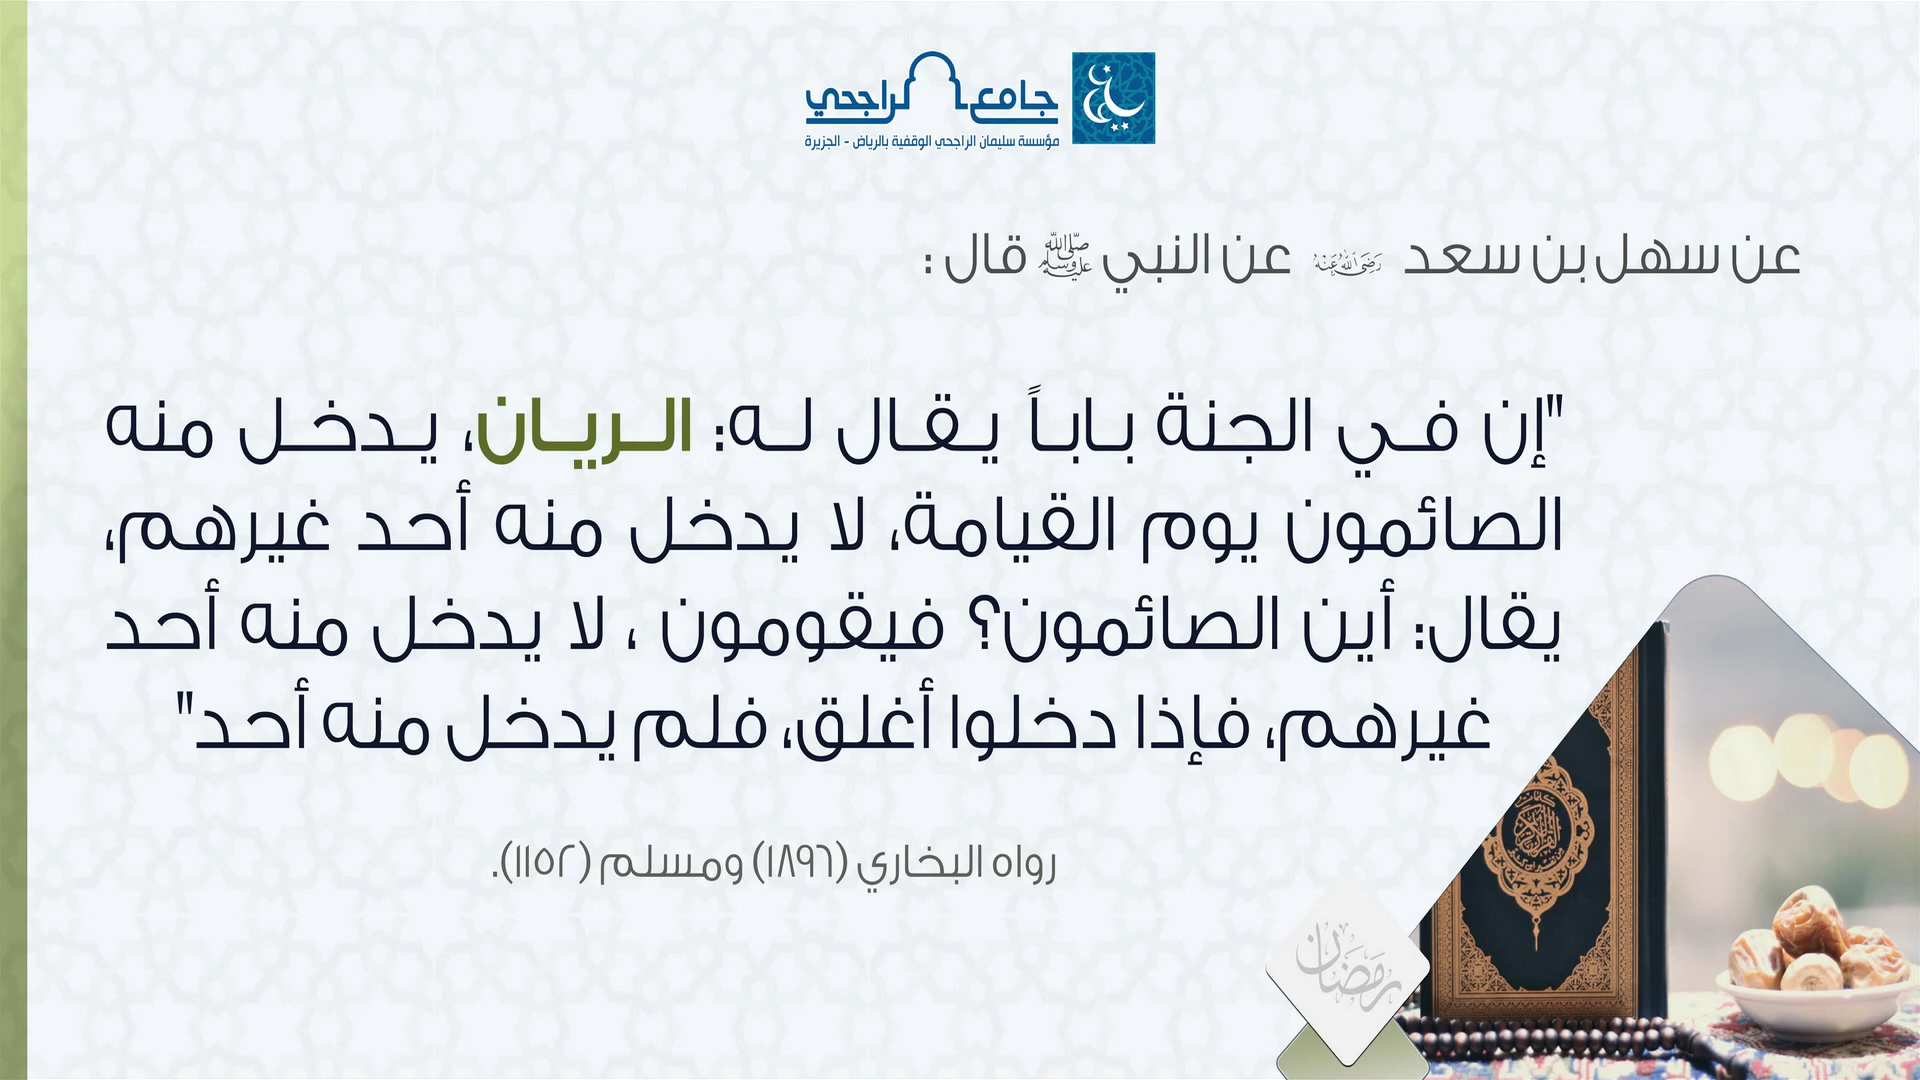 جامع الراجحي
مؤسسة سليمان الراجحي الوقفية بالرياض - الجزيرة
عن سهل بن سعد رضي الله عنه عن النبي ﷺ قال :
"إن في الجنة باباً يقال له: الريان، يدخل منه
الصائمون يوم القيامة، لا يدخل منه أحد غيرهم،
يقال: أين الصائمون؟ فيقومون ، لا يدخل منه أحد
غيرهم، فإذا دخلوا أغلق، فلم يدخل منه أحد"
رواه البخاري (١٨٩٦) ومسلم (١١٥٢).
رمضان